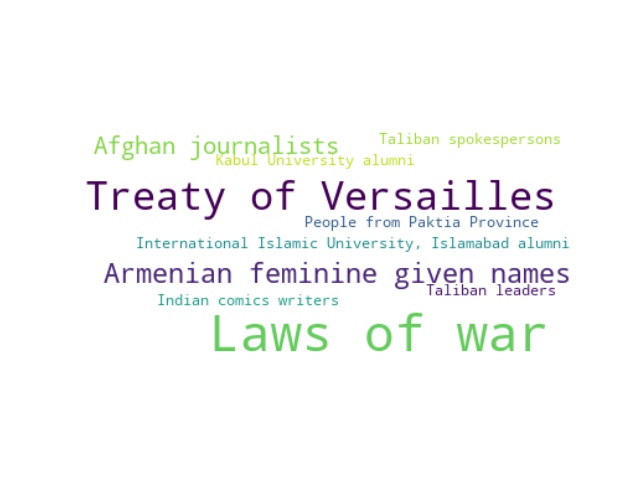 Taliban spokespersons
Afghan journalists
Kabul University alumni
Treaty of Versailles
People from Paktia Province
International Islamic University, Islamabad alumni
Armenian feminine given names
Taliban leaders
Indian comics writers
Laws of war